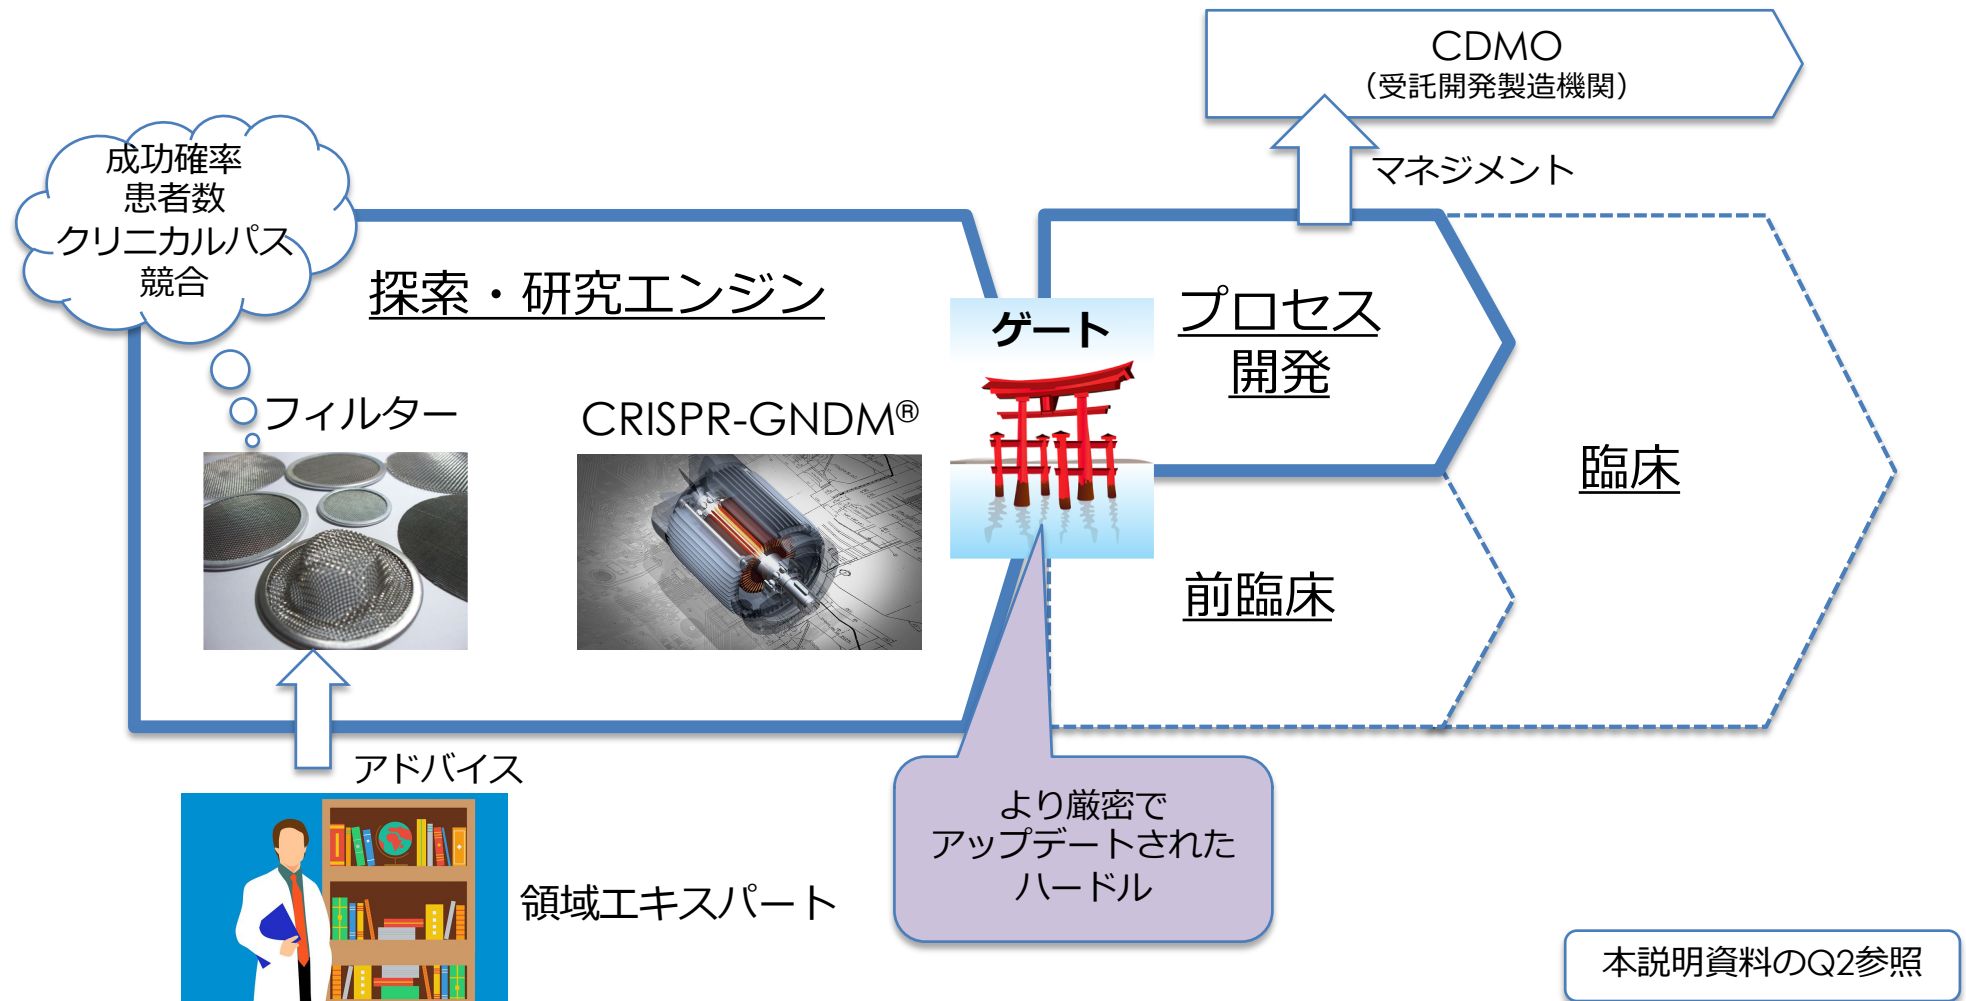 CDMO
（受託開発製造機関）
マネジメント
成功確率
患者数
クリニカルパス
競合
探索・研究エンジン
ゲート
プロセス
開発
フィルター
CRISPR-GNDM®
臨床
前臨床
アドバイス
より厳密で
アップデートされた
ハードル
領域エキスパート
本説明資料のQ2参照